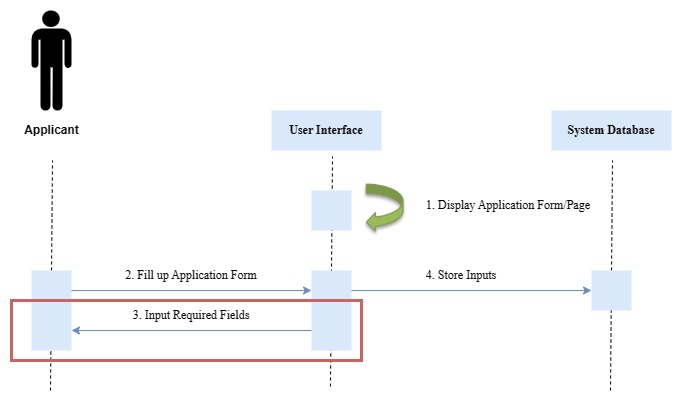 Applicant
User Interface
System Database
1. Display Application Form/Page
2. Fill up Application Form
4. Store Inputs
3. Input Required Fields